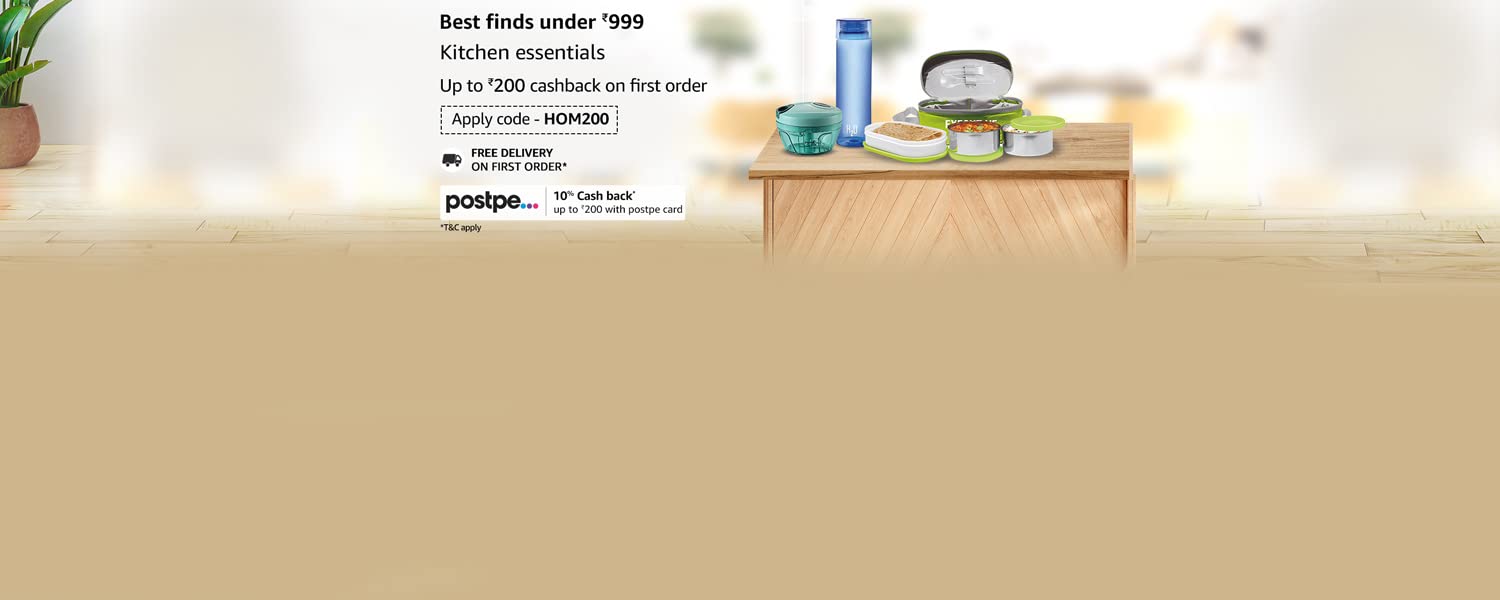 Best finds under ₹999
Kitchen essentials
Up to ₹200 cashback on first order
Apply code - HOM200
FREE DELIVERY
ON FIRST ORDER*
postpe...
10% Cash back*
up to ₹200 with postpe card
*T&C apply
H2O